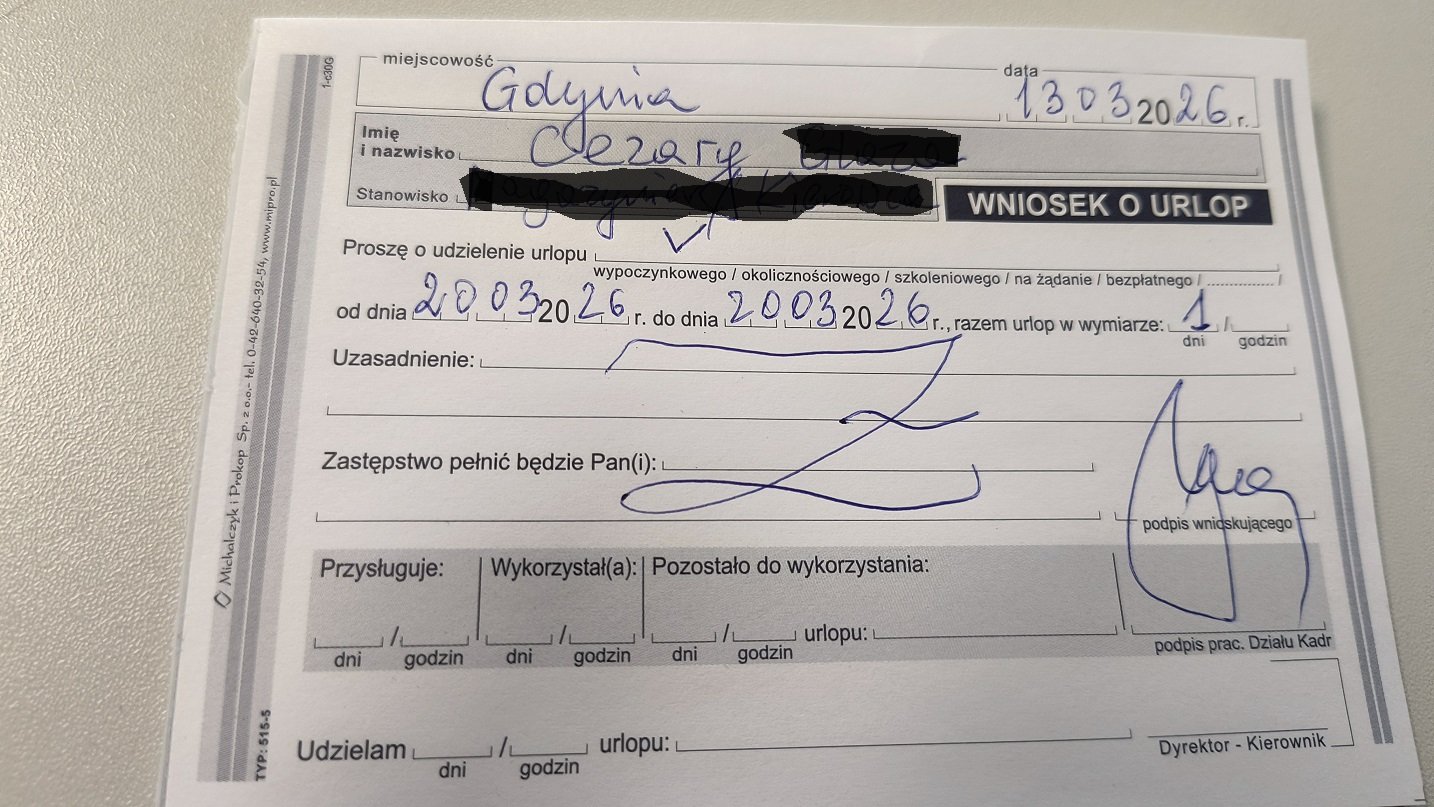 miejscowość Gdynia data 13 03 2026 r.
Imię i nazwisko Cezary
Stanowisko
WNIOSEK O URLOP
Proszę o udzielenie urlopu ✓
wypoczynkowego / okolicznościowego / szkoleniowego / na żądanie / bezpłatnego / .............. /
od dnia 20 03 2026 r. do dnia 20 03 2026 r., razem urlop w wymiarze: 1 /
dni godzin
Uzasadnienie:
Zastępstwo pełnić będzie Pan(i):
podpis wnioskującego
Przysługuje: Wykorzystał(a): Pozostało do wykorzystania:
/ / / urlopu:
dni godzin dni godzin dni godzin
podpis prac. Działu Kadr
Udzielam / urlopu:
dni godzin
Dyrektor - Kierownik
1-c30G
Michalczyk i Prokop Sp. z o.o.- tel. 0-42-640-32-54, www.mipro.pl
TYP: 515-5